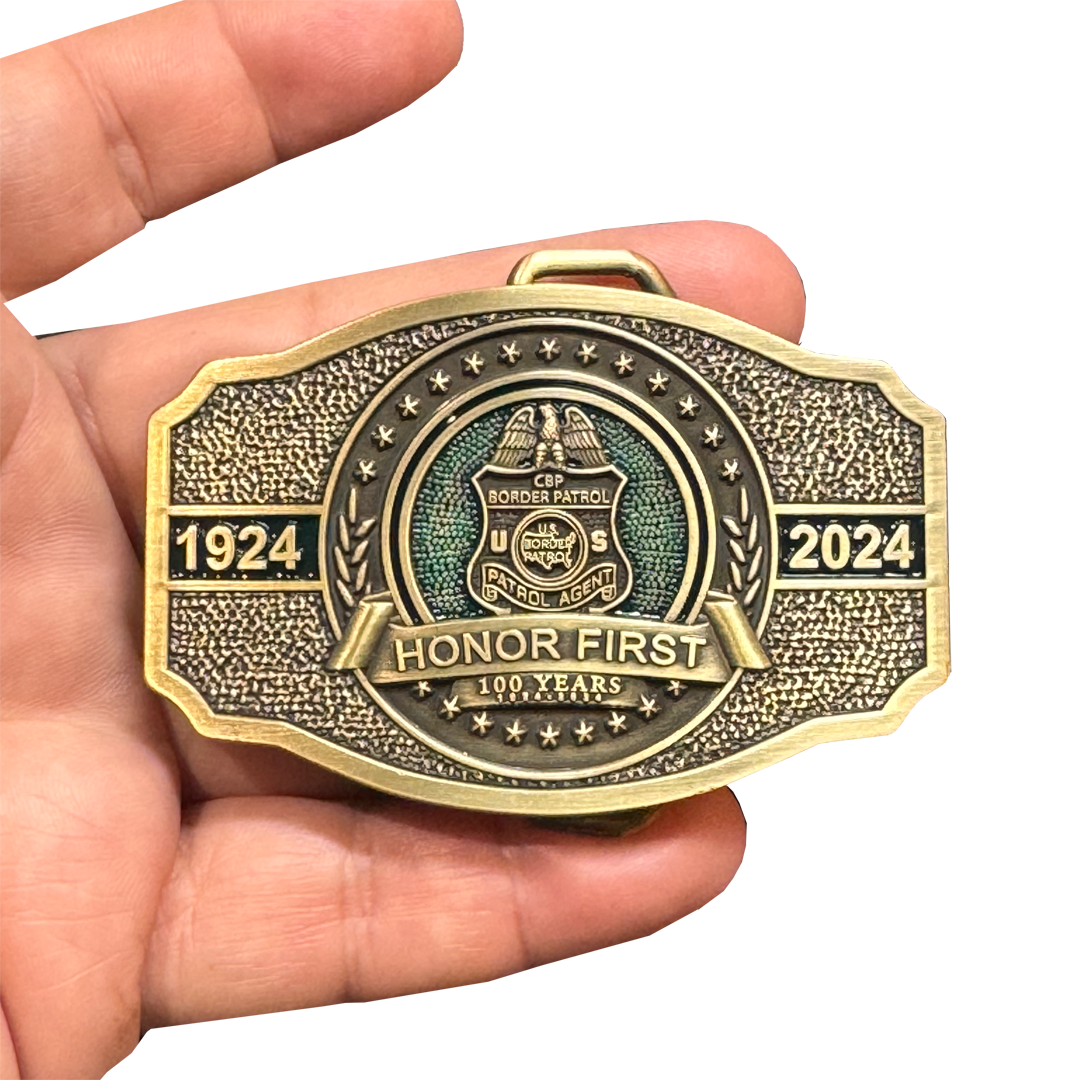 CBP
BORDER PATROL
U S
U.S.
BORDER
PATROL
PATROL AGENT
1924
2024
HONOR FIRST
100 YEARS